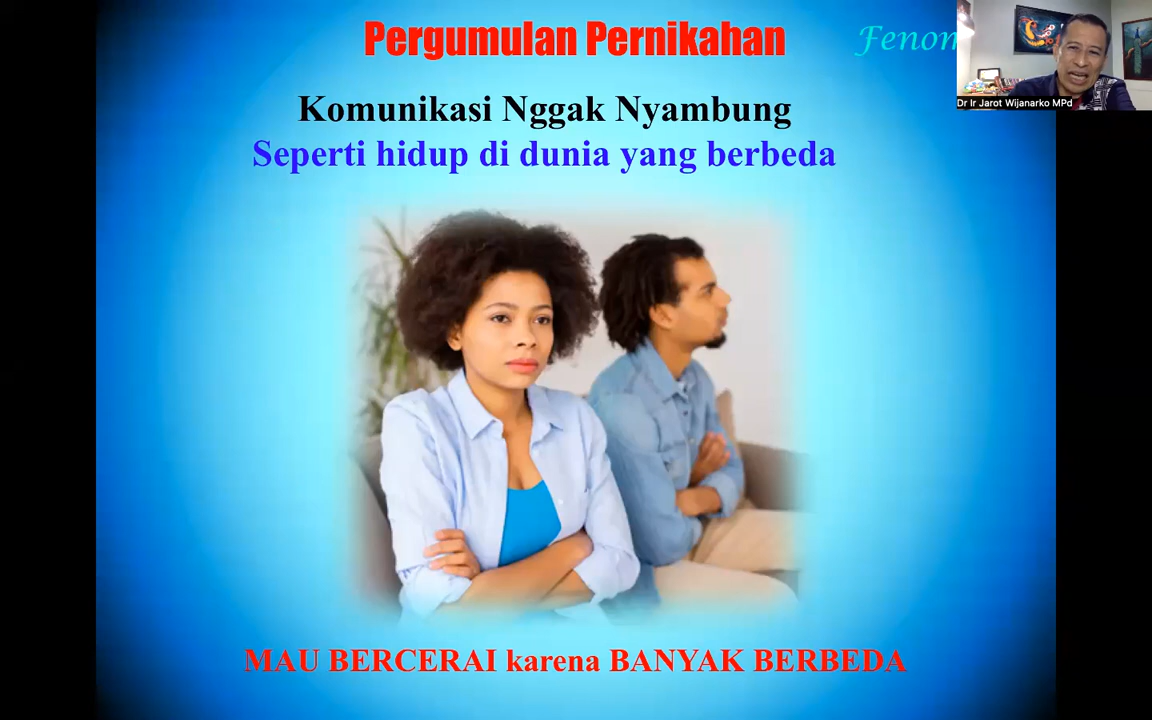 Pergumulan Pernikahan
Komunikasi Nggak Nyambung
Seperti hidup di dunia yang berbeda
Dr Ir Jarot Wijanarko MPd
MAU BERCERAI karena BANYAK BERBEDA